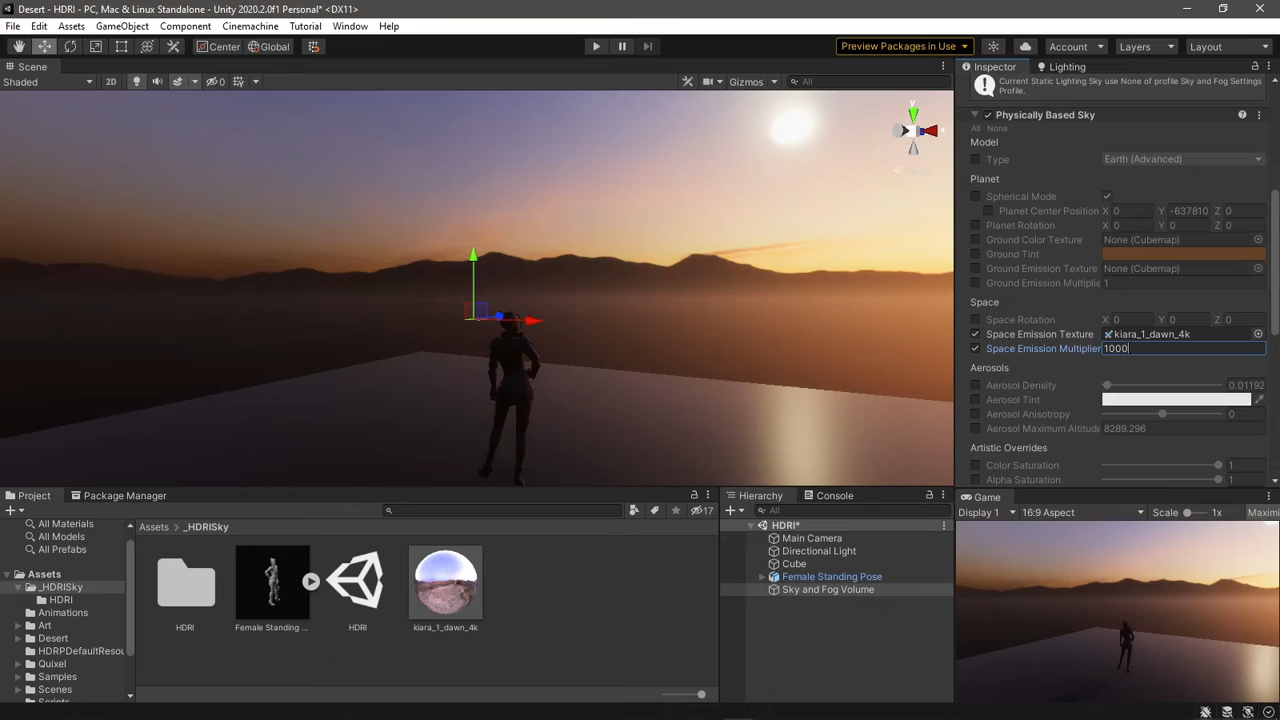 Desert - HDRI - PC, Mac & Linux Standalone - Unity 2020.2.0f1 Personal* <DX11>
File Edit Assets GameObject Component Cinemachine Tutorial Window Help
Center Global Preview Packages in Use Account Layers Layout
Scene
Shaded 2D 0 Gizmos All
y
x
Inspector Lighting
Current Static Lighting Sky use None of profile Sky and Fog Settings
Profile.
Physically Based Sky
All None
Model
Type Earth (Advanced)
Planet
Spherical Mode
Planet Center Position X 0 Y -637810 Z 0
Planet Rotation X 0 Y 0 Z 0
Ground Color Texture None (Cubemap)
Ground Tint
Ground Emission Texture None (Cubemap)
Ground Emission Multiplie 1
Space
Space Rotation X 0 Y 0 Z 0
Space Emission Texture kiara_1_dawn_4k
Space Emission Multiplier 1000
Aerosols
Aerosol Density 0.01192
Aerosol Tint
Aerosol Anisotropy 0
Aerosol Maximum Altitude 8289.296
Artistic Overrides
Color Saturation 1
Alpha Saturation 1
Project Package Manager
17
All Materials
All Models
All Prefabs
Assets
_HDRISky
HDRI
Animations
Art
Desert
HDRPDefaultResou
Quixel
Samples
Scenes
Scripts
Assets > _HDRISky
HDRI Female Standing ... HDRI kiara_1_dawn_4k
Hierarchy Console
All
HDRI*
Main Camera
Directional Light
Cube
Female Standing Pose
Sky and Fog Volume
Game
Display 1 16:9 Aspect Scale 1x Maximi